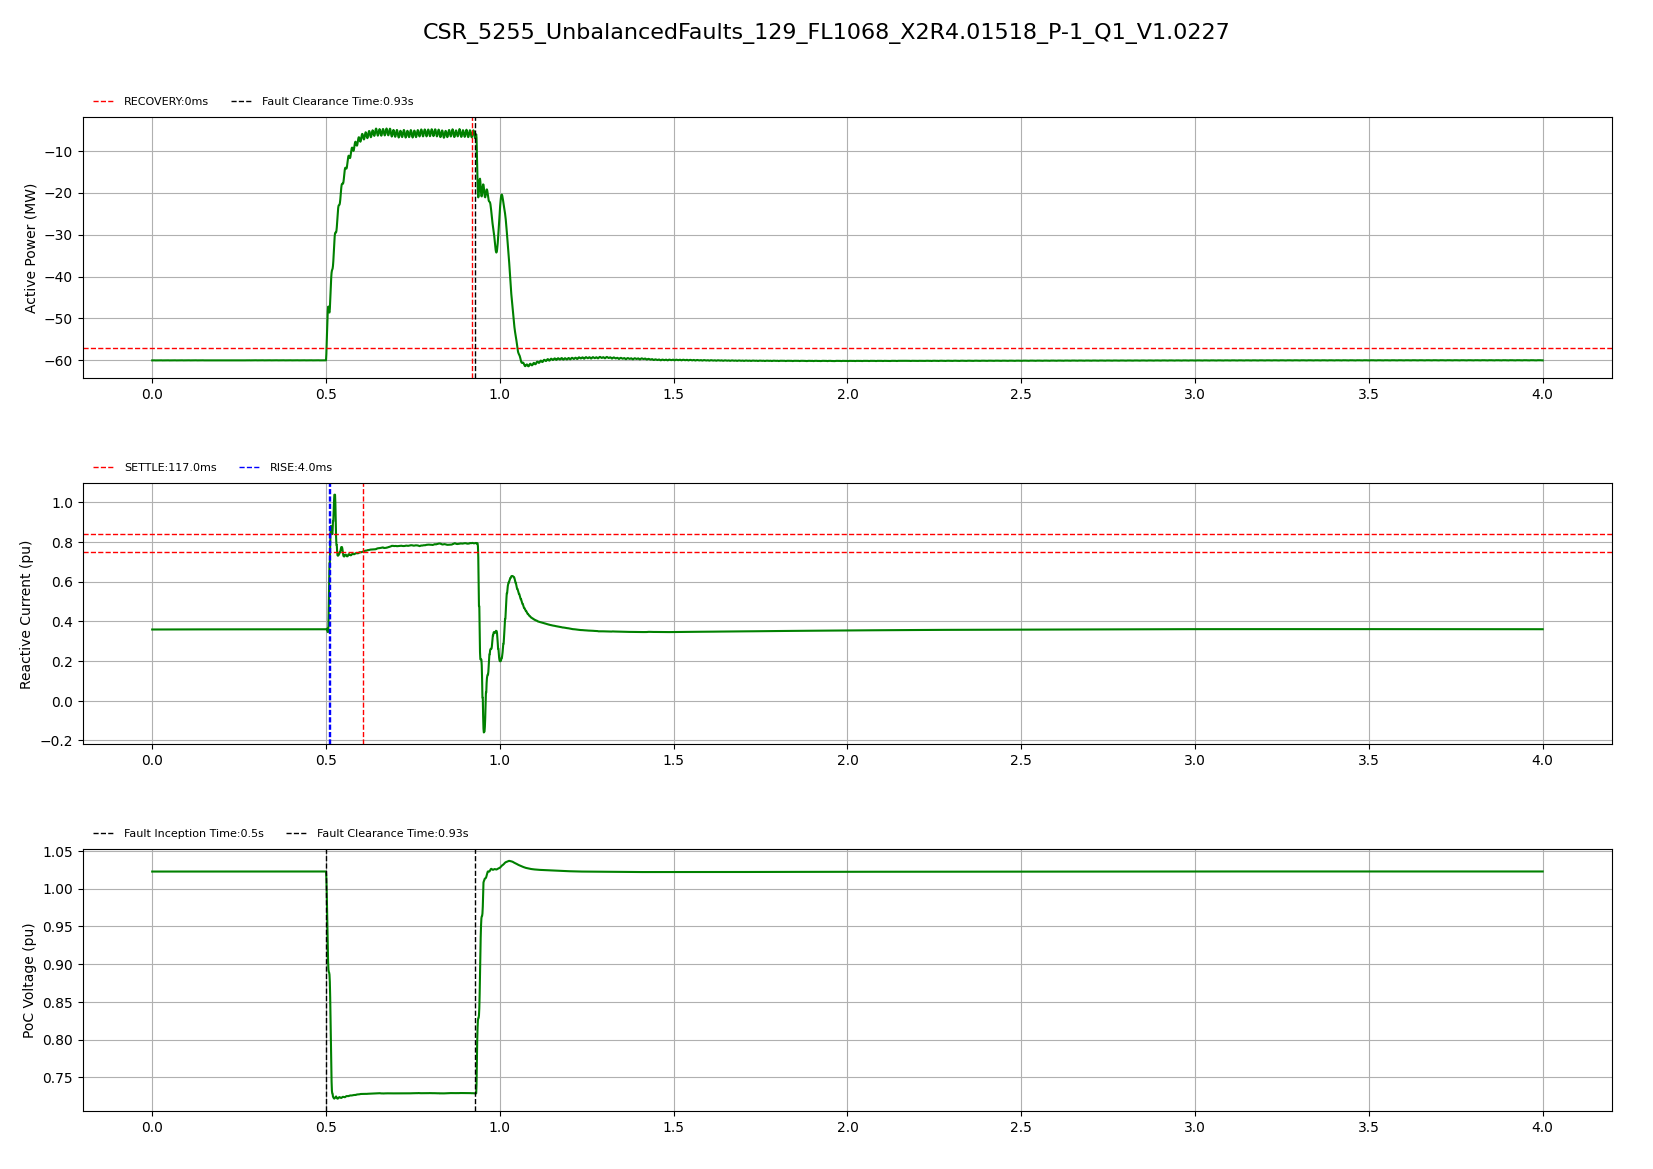 CSR_5255_UnbalancedFaults_129_FL1068_X2R4.01518_P-1_Q1_V1.0227
RECOVERY:0ms Fault Clearance Time:0.93s
Active Power (MW)
−10
−20
−30
−40
−50
−60
0.0 0.5 1.0 1.5 2.0 2.5 3.0 3.5 4.0
SETTLE:117.0ms RISE:4.0ms
Reactive Current (pu)
1.0
0.8
0.6
0.4
0.2
0.0
−0.2
0.0 0.5 1.0 1.5 2.0 2.5 3.0 3.5 4.0
Fault Inception Time:0.5s Fault Clearance Time:0.93s
PoC Voltage (pu)
1.05
1.00
0.95
0.90
0.85
0.80
0.75
0.0 0.5 1.0 1.5 2.0 2.5 3.0 3.5 4.0